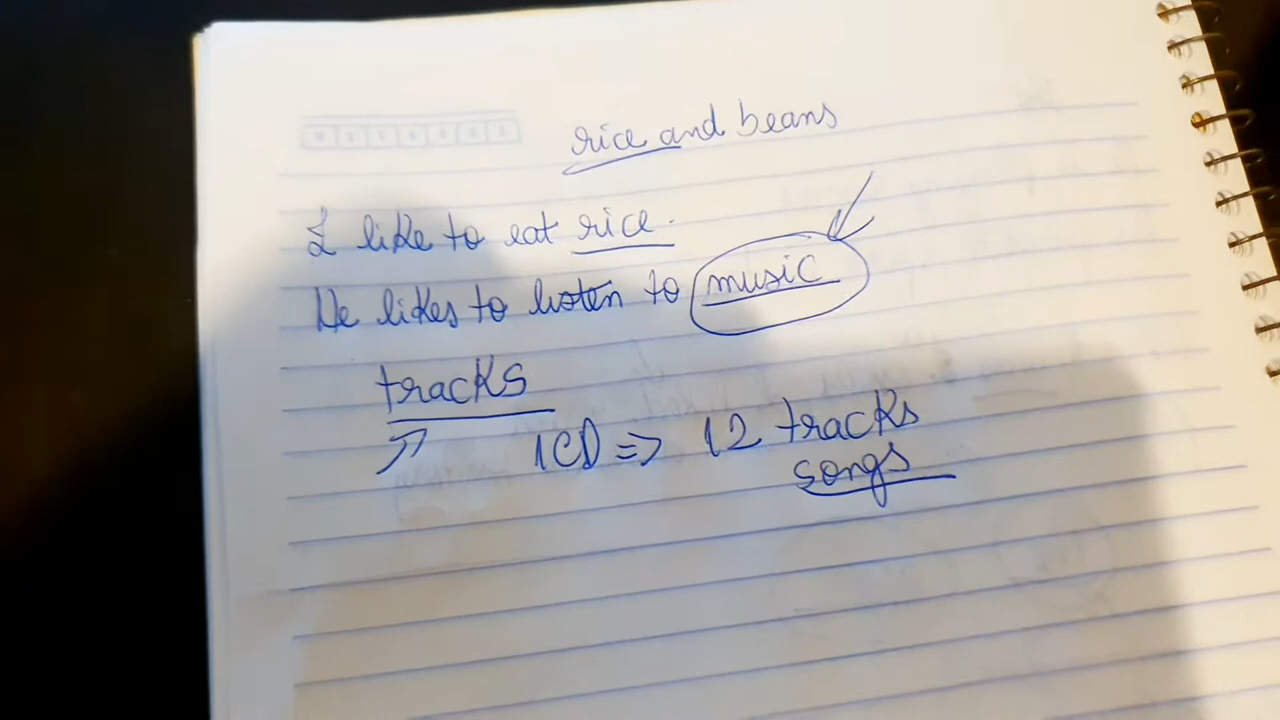 rice and beans
I like to eat rice.
He likes to listen to music
tracks
1CD => 12 tracks
songs